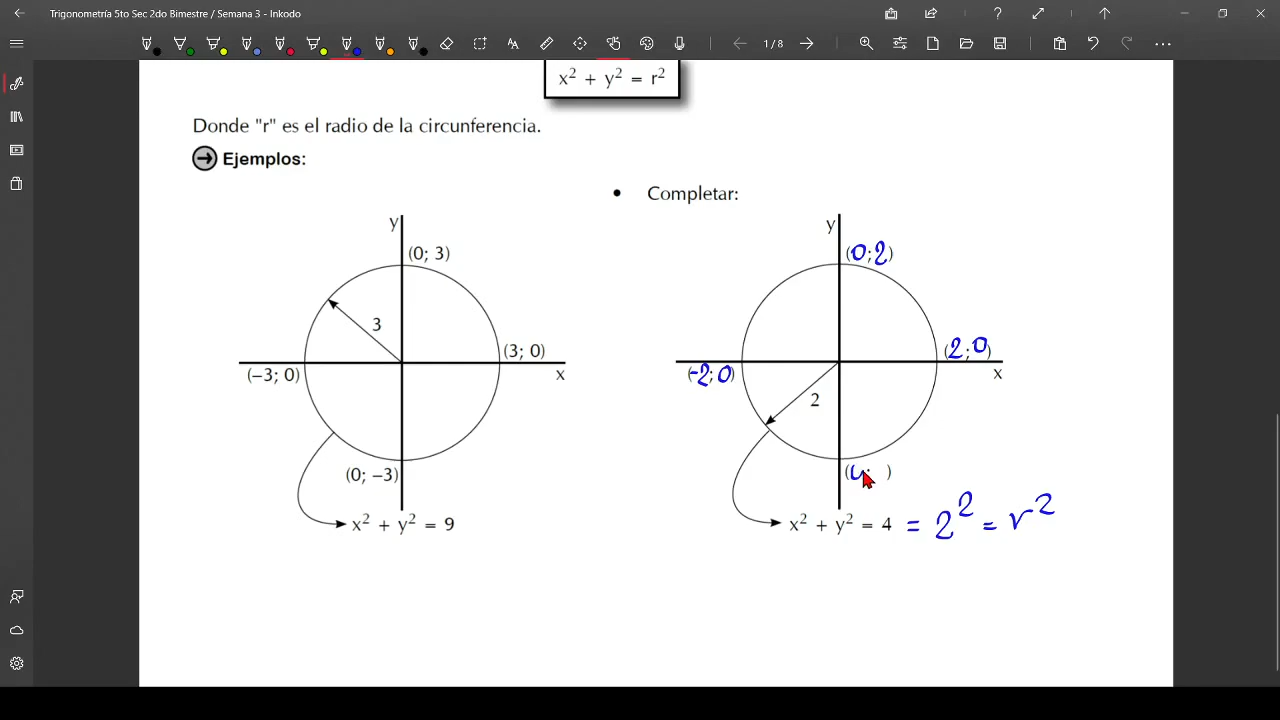 Trigonometría 5to Sec 2do Bimestre / Semana 3 - Inkodo
1/8
x² + y² = r²
Donde "r" es el radio de la circunferencia.
Ejemplos:
• Completar:
y
(0; 3)
3
(3; 0)
(−3; 0)
x
(0; −3)
x² + y² = 9
y
(0;2)
(2;0)
(-2;0)
x
2
( ; )
x² + y² = 4 = 2² = r²